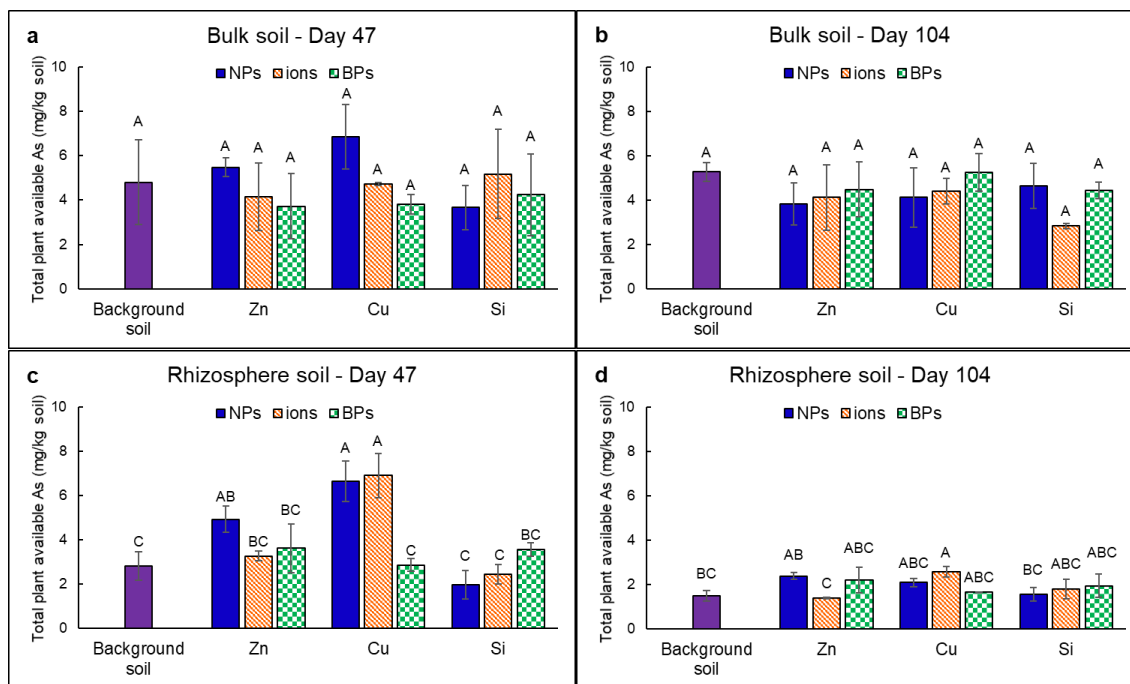 a
Bulk soil - Day 47
NPs ions BPs
Total plant available As (mg/kg soil)
10
8
6
4
2
0
A
A A A
A A A
A A A
Background soil
Zn
Cu
Si
b
Bulk soil - Day 104
NPs ions BPs
Total plant available As (mg/kg soil)
10
8
6
4
2
0
A
A A A
A A A
A A A
Background soil
Zn
Cu
Si
c
Rhizosphere soil - Day 47
NPs ions BPs
Total plant available As (mg/kg soil)
10
8
6
4
2
0
C
AB BC BC
A A C
C C BC
Background
soil
Zn
Cu
Si
d
Rhizosphere soil - Day 104
NPs ions BPs
Total plant available As (mg/kg soil)
10
8
6
4
2
0
BC
AB C ABC
ABC A ABC
BC ABC ABC
Background
soil
Zn
Cu
Si